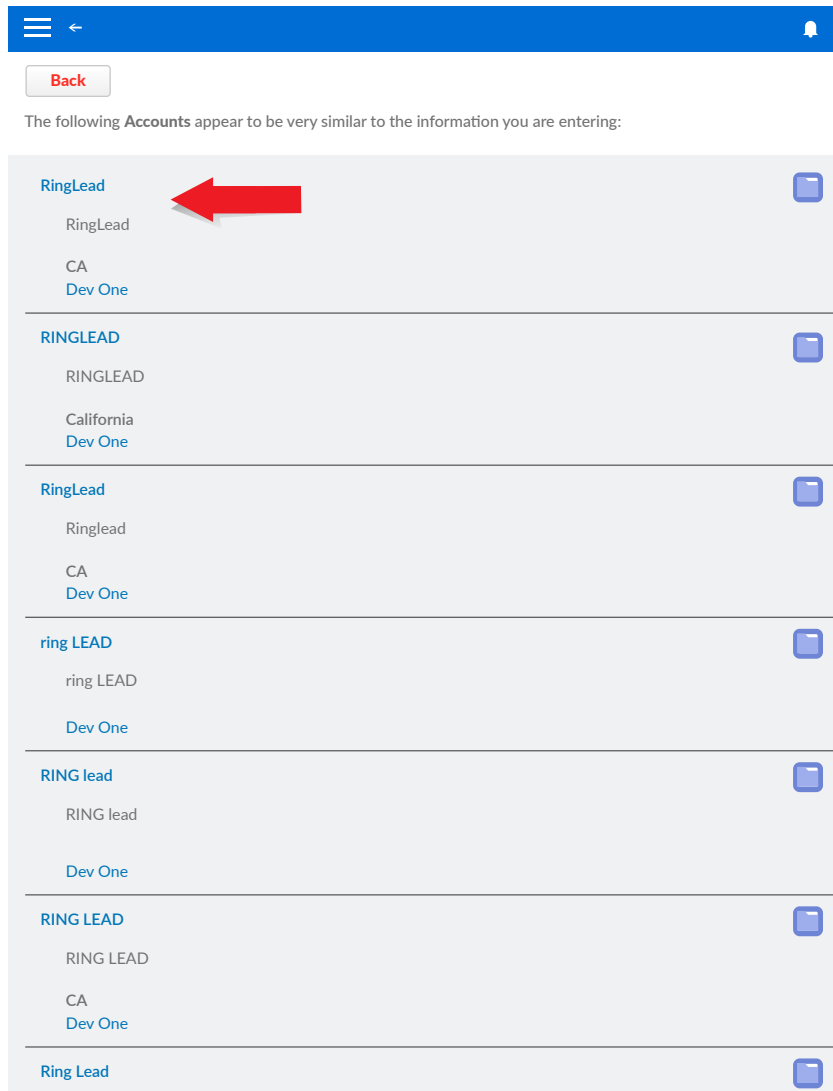 Back
The following Accounts appear to be very similar to the information you are entering:
RingLead
RingLead
CA
Dev One
RINGLEAD
RINGLEAD
California
Dev One
RingLead
Ringlead
CA
Dev One
ring LEAD
ring LEAD
Dev One
RING lead
RING lead
Dev One
RING LEAD
RING LEAD
CA
Dev One
Ring Lead